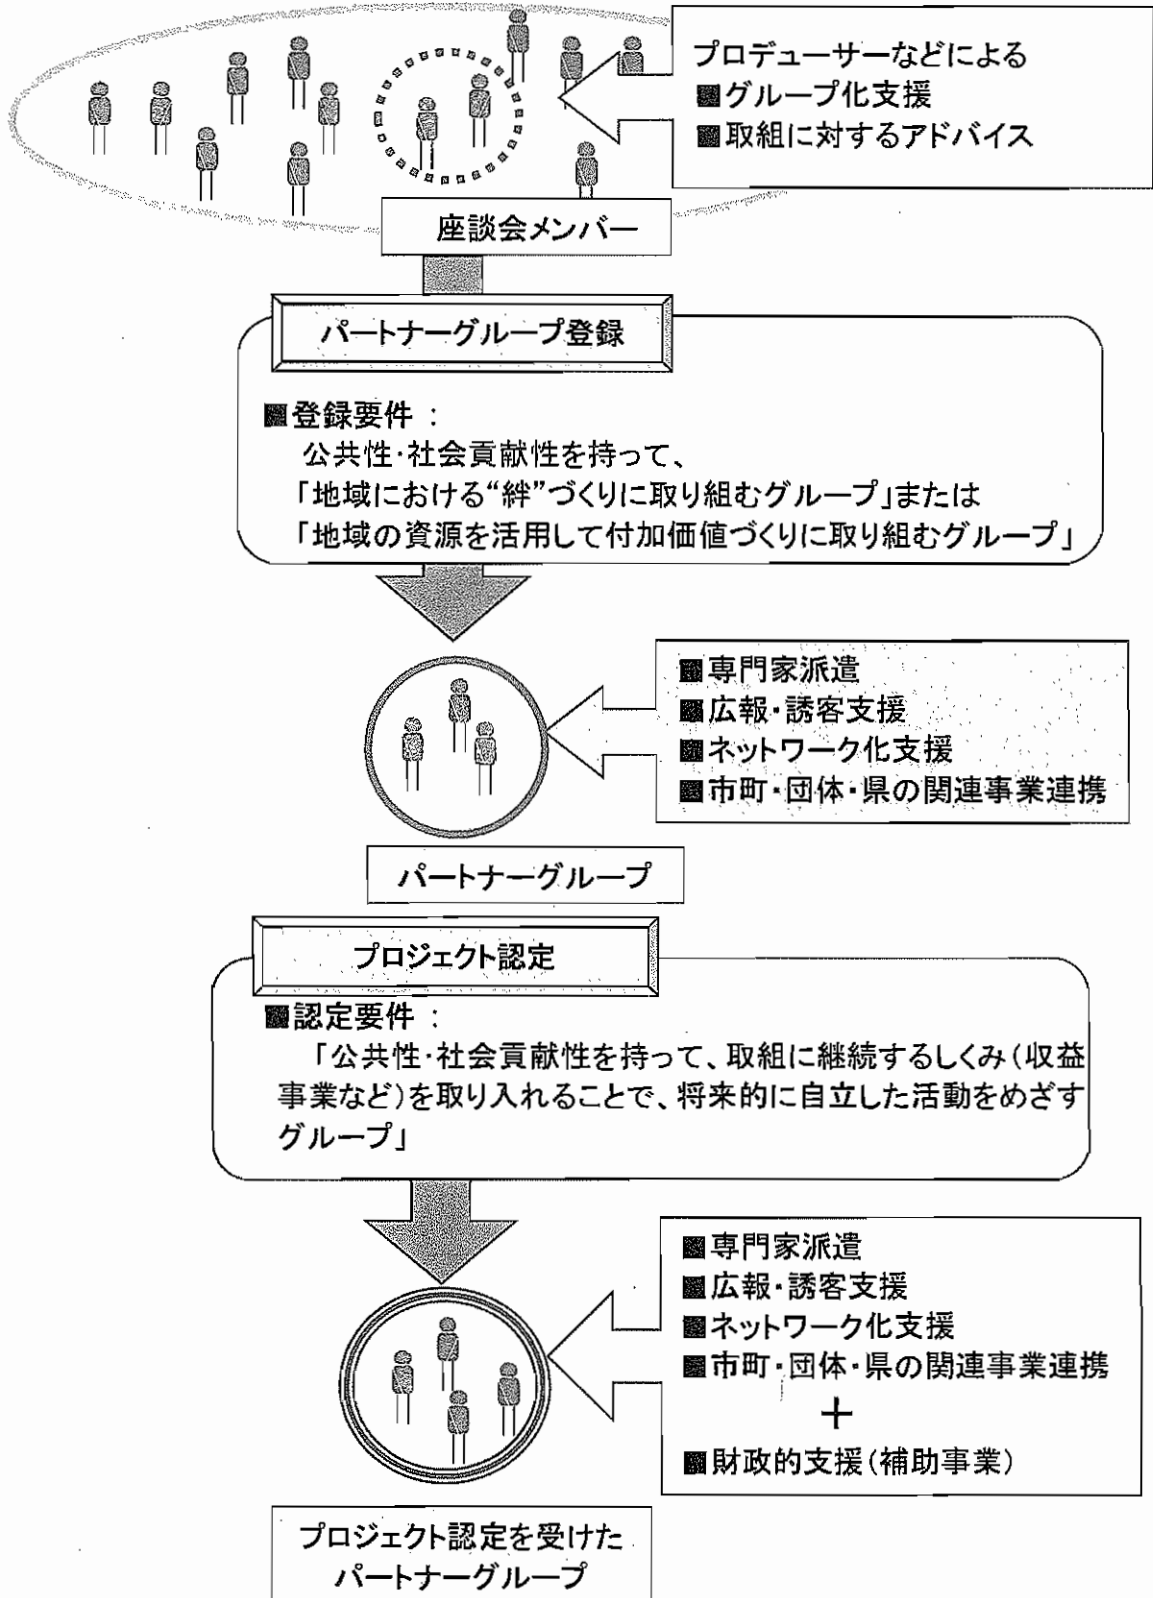 プロデューサーなどによる
■グループ化支援
■取組に対するアドバイス
座談会メンバー
パートナーグループ登録
■登録要件：
公共性・社会貢献性を持って、
「地域における“絆”づくりに取り組むグループ」または
「地域の資源を活用して付加価値づくりに取り組むグループ」
■専門家派遣
■広報・誘客支援
■ネットワーク化支援
■市町・団体・県の関連事業連携
パートナーグループ
プロジェクト認定
■認定要件：
「公共性・社会貢献性を持って、取組に継続するしくみ（収益
事業など）を取り入れることで、将来的に自立した活動をめざす
グループ」
■専門家派遣
■広報・誘客支援
■ネットワーク化支援
■市町・団体・県の関連事業連携
＋
■財政的支援（補助事業）
プロジェクト認定を受けた
パートナーグループ